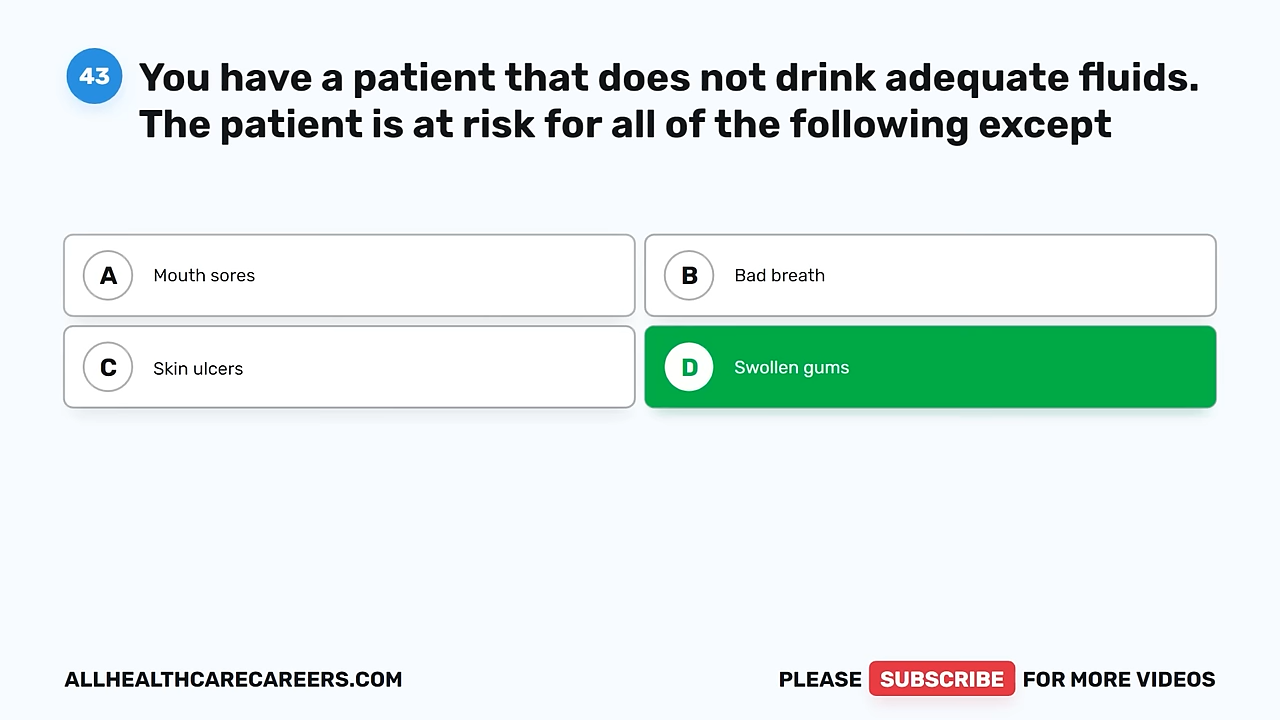 43
You have a patient that does not drink adequate fluids.
The patient is at risk for all of the following except
A Mouth sores
B Bad breath
C Skin ulcers
D Swollen gums
ALLHEALTHCARECAREERS.COM
PLEASE SUBSCRIBE FOR MORE VIDEOS